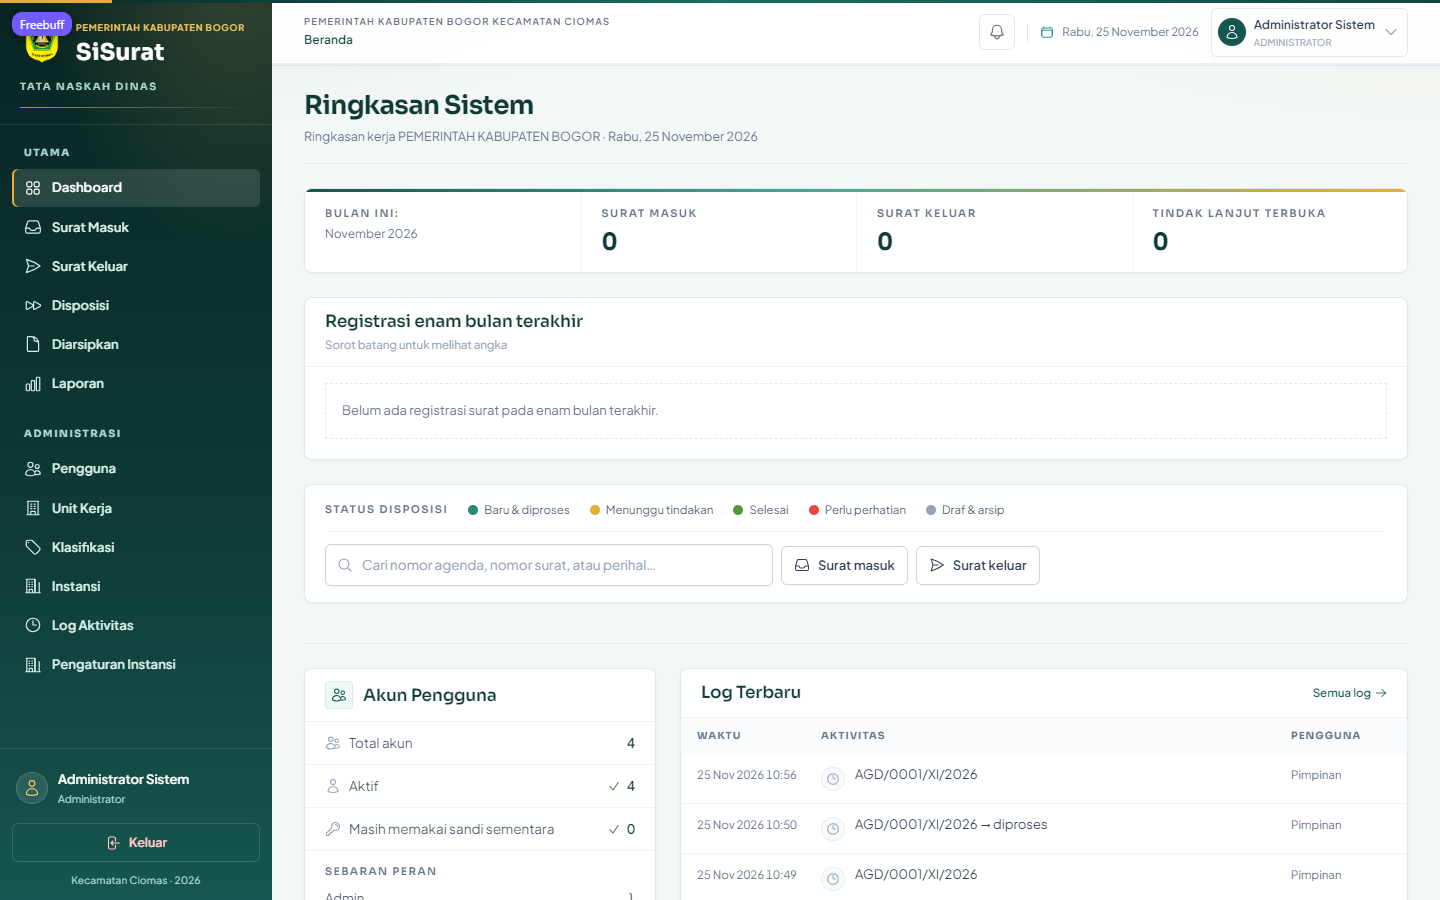 Freebuff
PEMERINTAH KABUPATEN BOGOR
SiSurat
TATA NASKAH DINAS
UTAMA
Dashboard
Surat Masuk
Surat Keluar
Disposisi
Diarsipkan
Laporan
ADMINISTRASI
Pengguna
Unit Kerja
Klasifikasi
Instansi
Log Aktivitas
Pengaturan Instansi
Administrator Sistem
Administrator
Keluar
Kecamatan Ciomas · 2026
PEMERINTAH KABUPATEN BOGOR KECAMATAN CIOMAS
Beranda
Rabu, 25 November 2026
Administrator Sistem
ADMINISTRATOR
Ringkasan Sistem
Ringkasan kerja PEMERINTAH KABUPATEN BOGOR · Rabu, 25 November 2026
BULAN INI:
November 2026
SURAT MASUK
0
SURAT KELUAR
0
TINDAK LANJUT TERBUKA
0
Registrasi enam bulan terakhir
Sorot batang untuk melihat angka
Belum ada registrasi surat pada enam bulan terakhir.
STATUS DISPOSISI Baru & diproses Menunggu tindakan Selesai Perlu perhatian Draf & arsip
Cari nomor agenda, nomor surat, atau perihal... Surat masuk Surat keluar
Akun Pengguna
Total akun 4
Aktif ✓ 4
Masih memakai sandi sementara ✓ 0
SEBARAN PERAN
Admin 1
Log Terbaru Semua log →
WAKTU AKTIVITAS PENGGUNA
25 Nov 2026 10:56 AGD/0001/XI/2026 Pimpinan
25 Nov 2026 10:50 AGD/0001/XI/2026 → diproses Pimpinan
25 Nov 2026 10:49 AGD/0001/XI/2026 Pimpinan